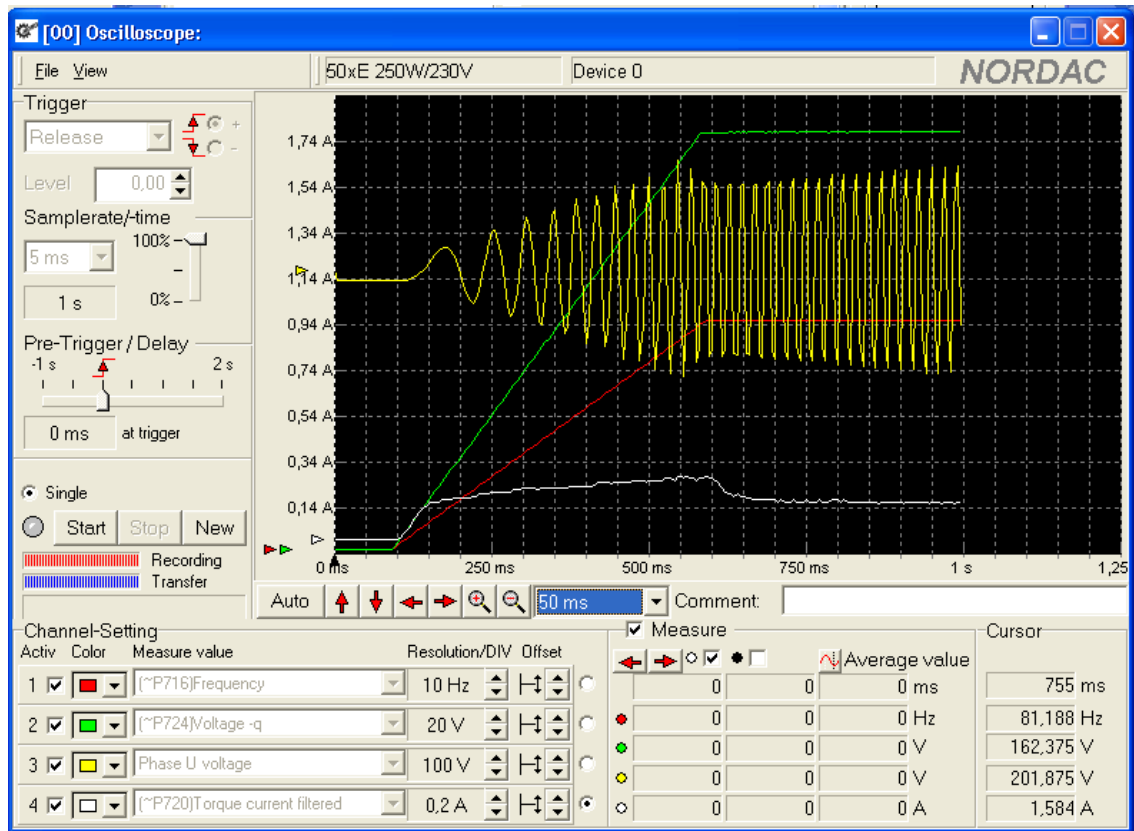 [00] Oscilloscope:
File View
50xE 250W/230V
Device 0
NORDAC
Trigger
Release
+
-
Level 0,00
Samplerate/-time
5 ms
100%
1 s
0%
Pre-Trigger / Delay
-1 s 2 s
0 ms at trigger
Single
Start Stop New
Recording
Transfer
1,74 A
1,54 A
1,34 A
1,14 A
0,94 A
0,74 A
0,54 A
0,34 A
0,14 A
0 ms 250 ms 500 ms 750 ms 1 s 1,25
Auto 50 ms Comment:
Channel-Setting
Activ Color Measure value Resolution/DIV Offset
1 (~P716)Frequency 10 Hz
2 (~P724)Voltage -q 20 V
3 Phase U voltage 100 V
4 (~P720)Torque current filtered 0,2 A
Measure
Average value
0 0 0 ms
0 0 0 Hz
0 0 0 V
0 0 0 V
0 0 0 A
Cursor
755 ms
81,188 Hz
162,375 V
201,875 V
1,584 A